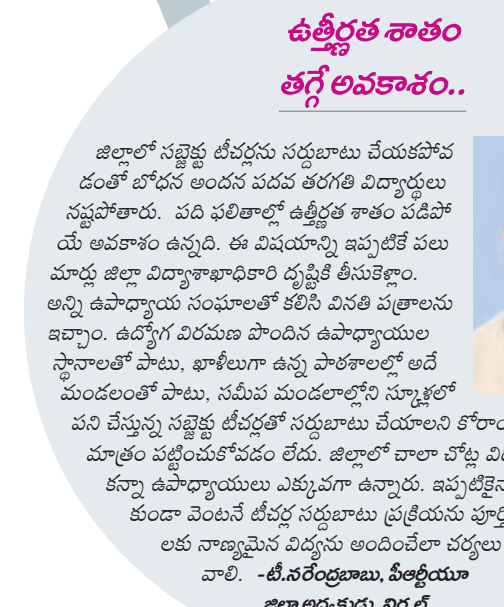 ఉత్తీర్ణత శాతం
తగ్గే అవకాశం..
జిల్లాలో సబ్జెక్టు టీచర్లను సర్దుబాటు చేయకపోవ
డంతో బోధన అందన పదవ తరగతి విద్యార్థులు
నష్టపోతారు. పది ఫలితాల్లో ఉత్తీర్ణత శాతం పడిపో
యే అవకాశం ఉన్నది. ఈ విషయాన్ని ఇప్పటికే పలు
మార్లు జిల్లా విద్యాశాఖాధికారి దృష్టికి తీసుకెళ్లాం.
అన్ని ఉపాధ్యాయ సంఘాలతో కలిసి వినతి పత్రాలను
ఇచ్చాం. ఉద్యోగ విరమణ పొందిన ఉపాధ్యాయుల
స్థానాలతో పాటు, ఖాళీలుగా ఉన్న పాఠశాలల్లో అదే
మండలంతో పాటు, సమీప మండలాల్లోని స్కూళ్లలో
పని చేస్తున్న సబ్జెక్టు టీచర్లతో సర్దుబాటు చేయాలని
మాత్రం పట్టించుకోవడం లేదు. జిల్లాలో చాలా చోట్ల
కన్నా ఉపాధ్యాయులు ఎక్కువగా ఉన్నారు.
కుండా వెంటనే టీచర్ల సర్దుబాటు ప్రక్రియను
లకు నాణ్యమైన విద్యను అందించేలా చర్యలు
వాలి. -టీ.నరేంద్రబాబు, పీఆర్టీయూ